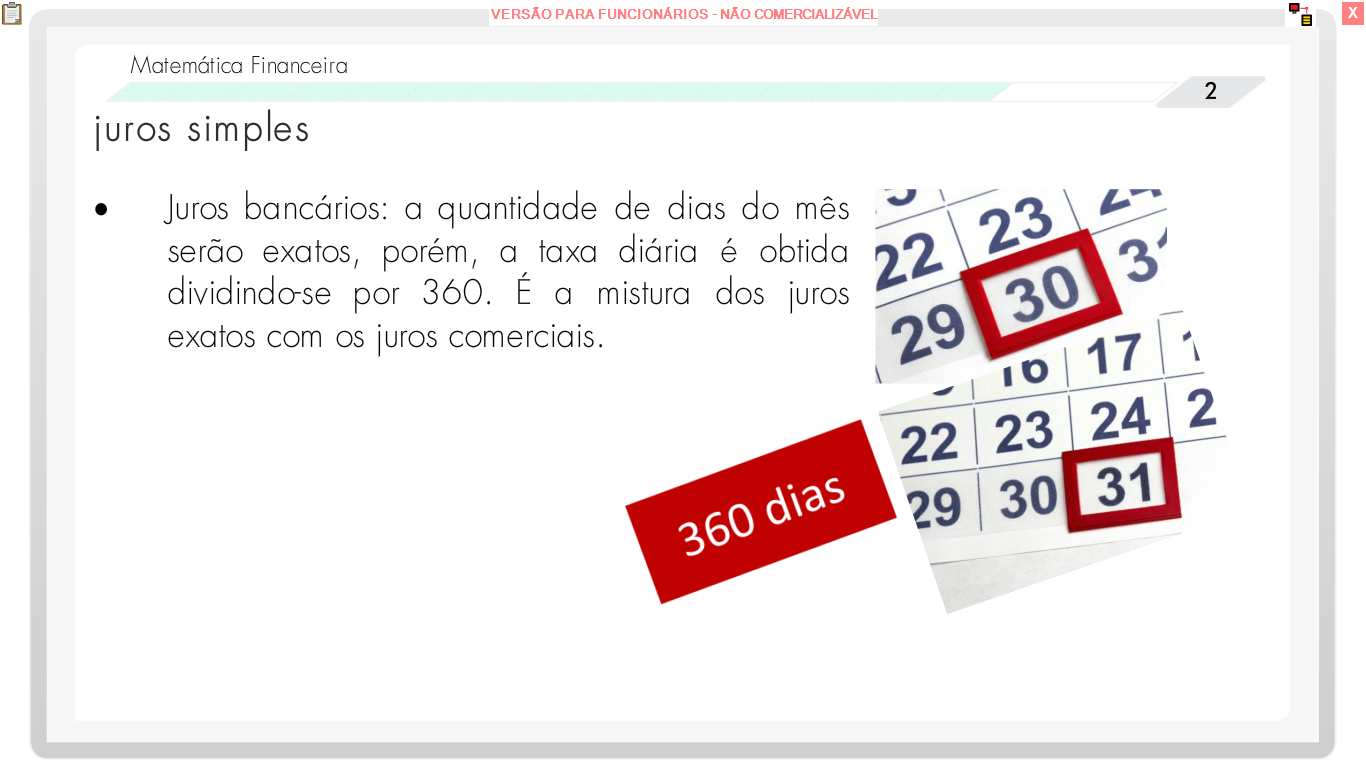 VERSÃO PARA FUNCIONÁRIOS - NÃO COMERCIALIZÁVEL
X
Matemática Financeira
2
juros simples
• Juros bancários: a quantidade de dias do mês
serão exatos, porém, a taxa diária é obtida
dividindo-se por 360. É a mistura dos juros
exatos com os juros comerciais.
23 24
22 30 31
29
16 17
22 23 24 2
29 30 31
360 dias